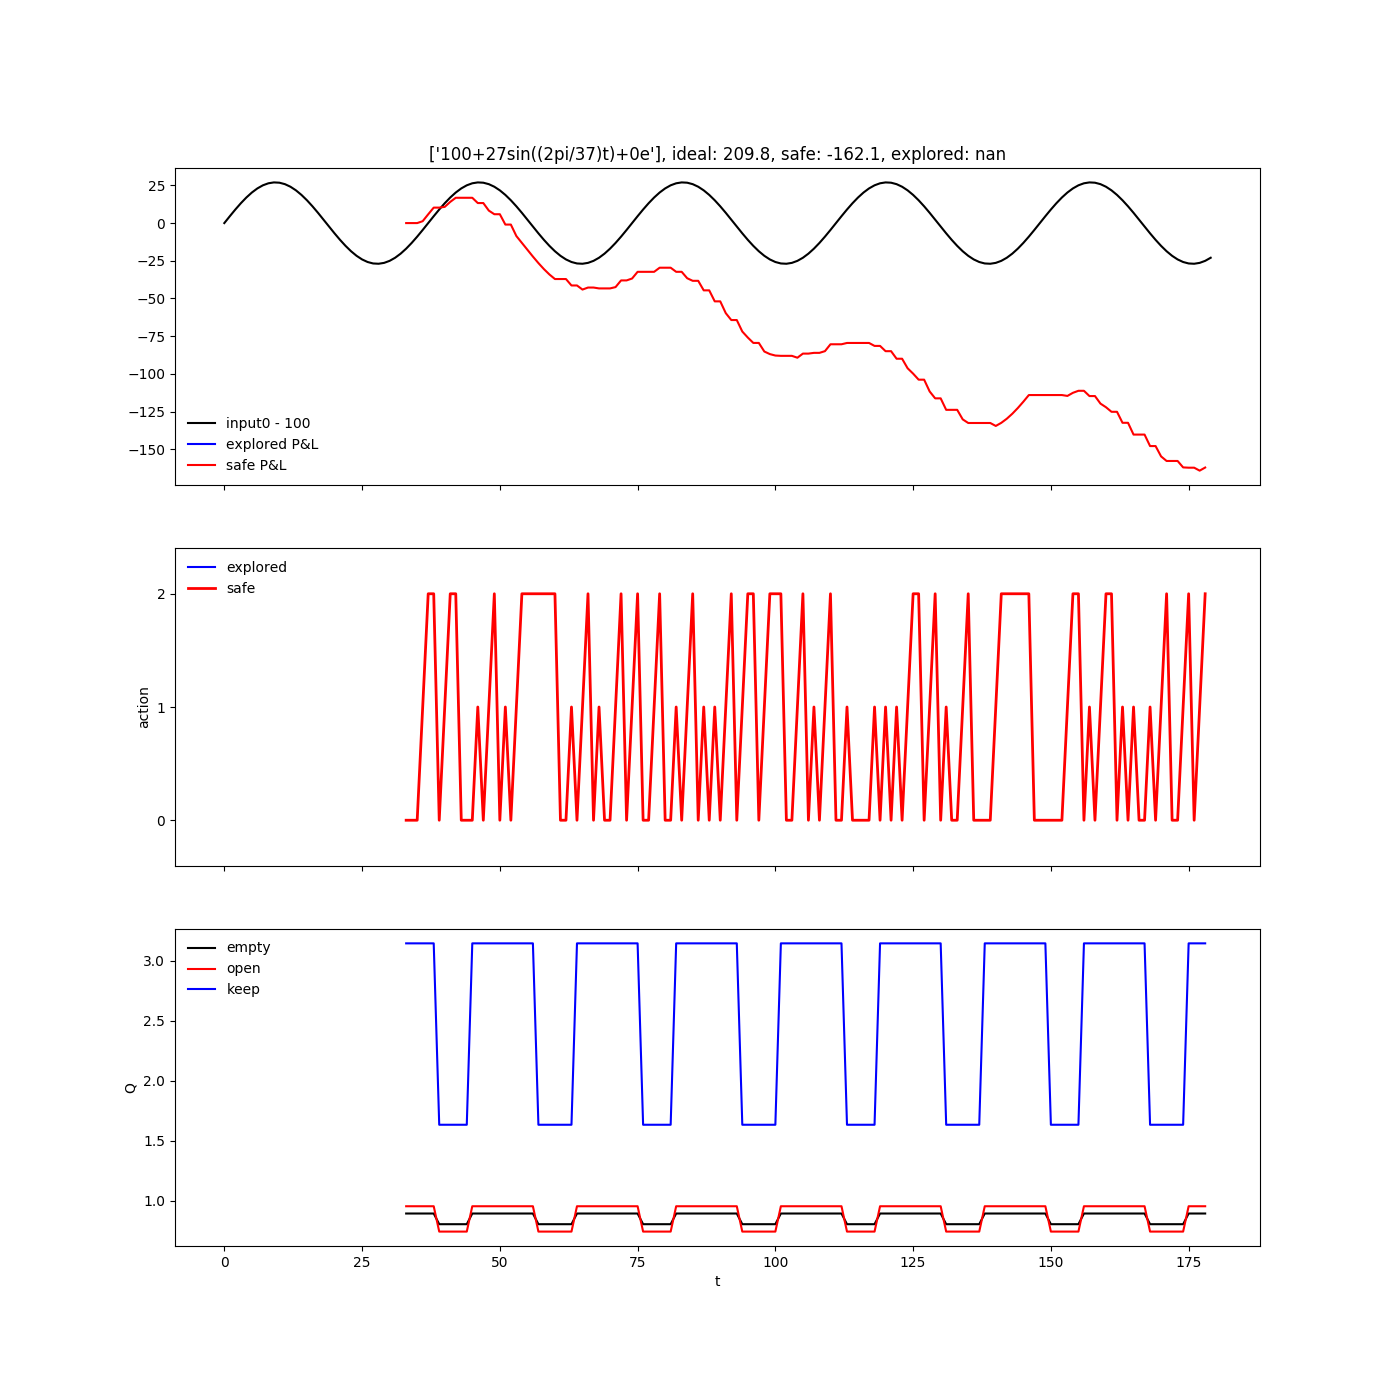 ['100+27sin((2pi/37)t)+0e'], ideal: 209.8, safe: -162.1, explored: nan
25
0
−25
−50
−75
−100
−125
−150
input0 - 100
explored P&L
safe P&L
action
2
1
0
explored
safe
Q
3.0
2.5
2.0
1.5
1.0
empty
open
keep
0 25 50 75 100 125 150 175
t